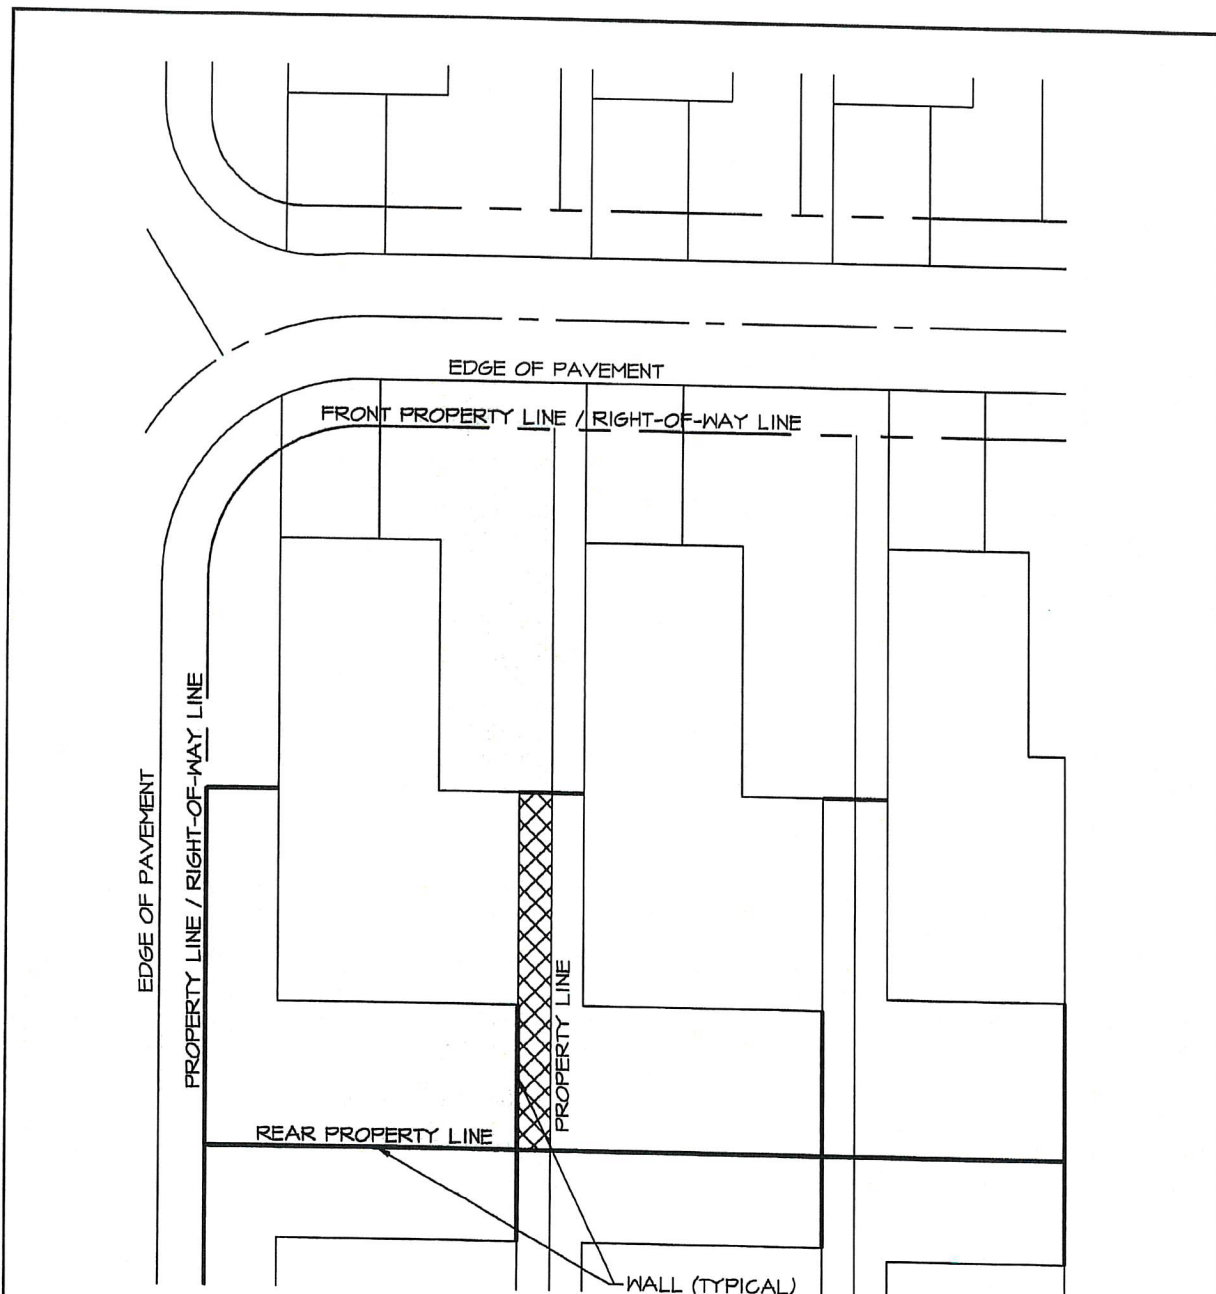 EDGE OF PAVEMENT
FRONT PROPERTY LINE / RIGHT-OF-WAY LINE
PROPERTY LINE / RIGHT-OF-WAY LINE
EDGE OF PAVEMENT
PROPERTY LINE
REAR PROPERTY LINE
WALL (TYPICAL)